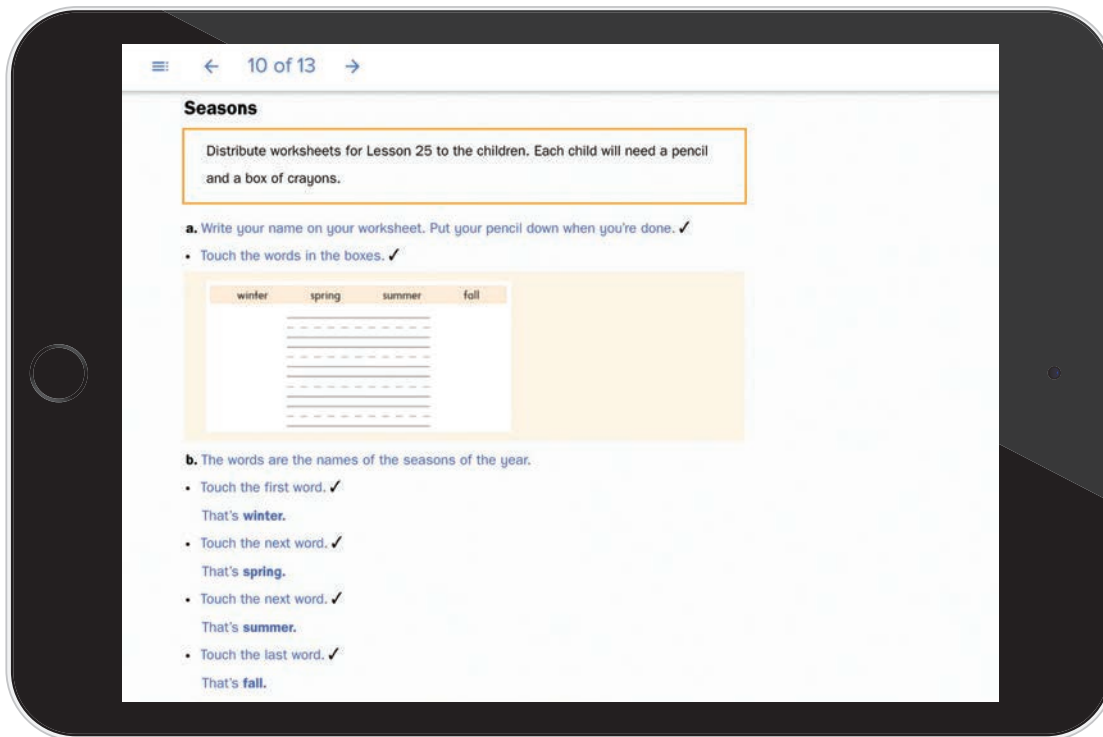 10 of 13
Seasons
Distribute worksheets for Lesson 25 to the children. Each child will need a pencil
and a box of crayons.
a. Write your name on your worksheet. Put your pencil down when you're done. ✓
• Touch the words in the boxes. ✓
winter spring summer fall
b. The words are the names of the seasons of the year.
• Touch the first word. ✓
That's winter.
• Touch the next word. ✓
That's spring.
• Touch the next word. ✓
That's summer.
• Touch the last word. ✓
That's fall.